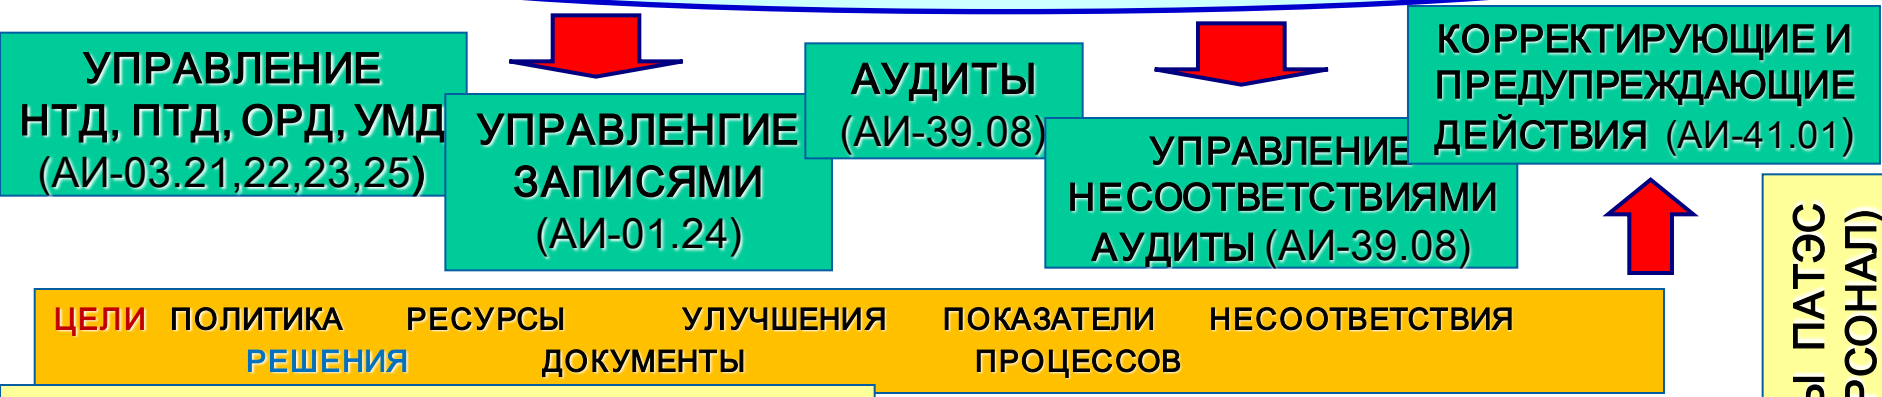 УПРАВЛЕНИЕ
НТД, ПТД, ОРД, УМД
(АИ-03.21,22,23,25)
УПРАВЛЕНГИЕ
ЗАПИСЯМИ
(АИ-01.24)
АУДИТЫ
(АИ-39.08)
УПРАВЛЕНИЕ
НЕСООТВЕТСТВИЯМИ
АУДИТЫ (АИ-39.08)
КОРРЕКТИРУЮЩИЕ И
ПРЕДУПРЕЖДАЮЩИЕ
ДЕЙСТВИЯ (АИ-41.01)
ЦЕЛИ ПОЛИТИКА РЕСУРСЫ УЛУЧШЕНИЯ ПОКАЗАТЕЛИ НЕСООТВЕТСТВИЯ
РЕШЕНИЯ ДОКУМЕНТЫ ПРОЦЕССОВ
ПАТЭС